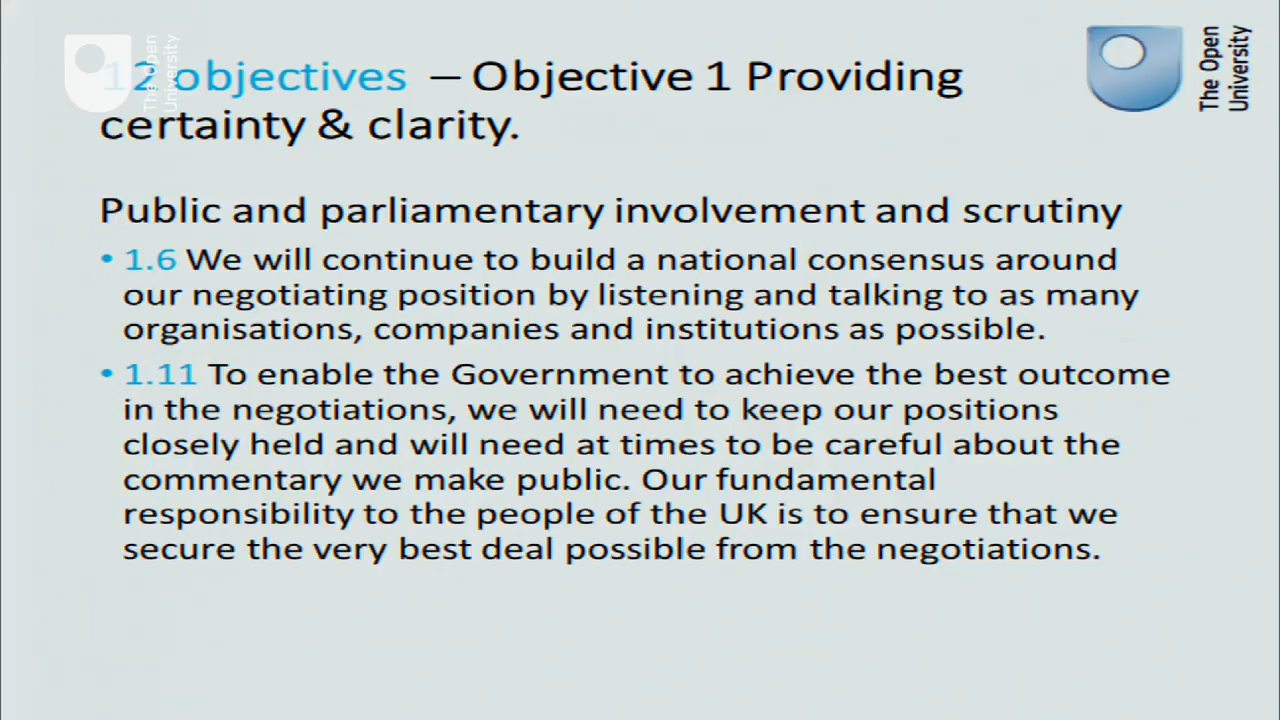 12 objectives – Objective 1 Providing
certainty & clarity.
The Open
University
The Open
University
Public and parliamentary involvement and scrutiny
• 1.6 We will continue to build a national consensus around
our negotiating position by listening and talking to as many
organisations, companies and institutions as possible.
• 1.11 To enable the Government to achieve the best outcome
in the negotiations, we will need to keep our positions
closely held and will need at times to be careful about the
commentary we make public. Our fundamental
responsibility to the people of the UK is to ensure that we
secure the very best deal possible from the negotiations.